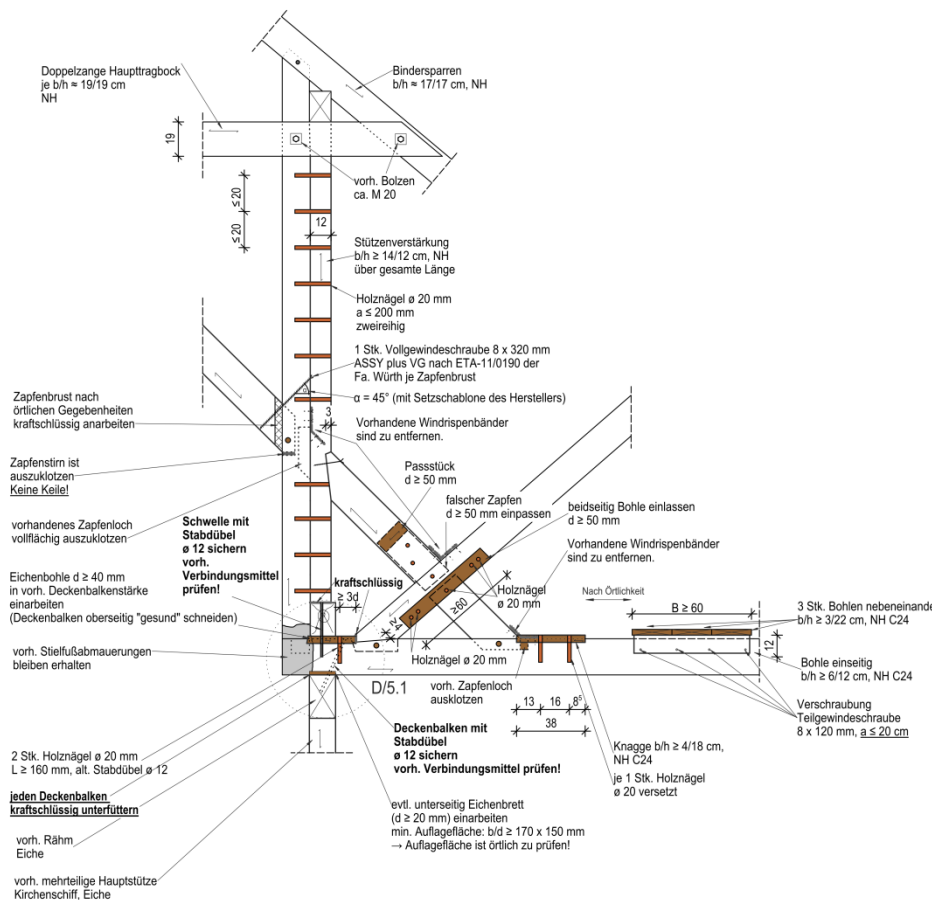 Doppelzange Haupttragbock
je b/h ≈ 19/19 cm
NH
Bindersparren
b/h ≈ 17/17 cm, NH
19
vorh. Bolzen
ca. M 20
≤ 20
≤ 20
12
Stützenverstärkung
b/h ≥ 14/12 cm, NH
über gesamte Länge
Holznägel ø 20 mm
a ≤ 200 mm
zweireihig
1 Stk. Vollgewindeschraube 8 x 320 mm
ASSY plus VG nach ETA-11/0190 der
Fa. Würth je Zapfenbrust
α = 45° (mit Setzschablone des Herstellers)
α
3
Vorhandene Windrispenbänder
sind zu entfernen.
Zapfenbrust nach
örtlichen Gegebenheiten
kraftschlüssig anarbeiten
Zapfenstirn ist
auszuklotzen
Keine Keile!
vorhandenes Zapfenloch
vollflächig auszuklotzen
Passstück
d ≥ 50 mm
falscher Zapfen
d ≥ 50 mm einpassen
beidseitig Bohle einlassen
d ≥ 50 mm
Schwelle mit
Stabdübel
ø 12 sichern
vorh.
Verbindungsmittel
prüfen!
Vorhandene Windrispenbänder
sind zu entfernen.
Eichenbohle d ≥ 40 mm
in vorh. Deckenbalkenstärke
einarbeiten
(Deckenbalken oberseitig "gesund" schneiden)
kraftschlüssig
≥ 3d
Holznägel
ø 20 mm
Nach Örtlichkeit
B ≥ 60
3 Stk. Bohlen nebeneinande
b/h ≥ 3/22 cm, NH C24
≥60
≥4
12
vorh. Stielfußabmauerungen
bleiben erhalten
Holznägel ø 20 mm
Bohle einseitig
b/h ≥ 6/12 cm, NH C24
D/5.1
vorh. Zapfenloch
ausklotzen
13
16
8⁵
38
Verschraubung
Teilgewindeschraube
8 x 120 mm, a ≤ 20 cm
Deckenbalken mit
Stabdübel
ø 12 sichern
vorh. Verbindungsmittel prüfen!
Knagge b/h ≥ 4/18 cm,
NH C24
je 1 Stk. Holznägel
ø 20 versetzt
2 Stk. Holznägel ø 20 mm
L ≥ 160 mm, alt. Stabdübel ø 12
jeden Deckenbalken
kraftschlüssig unterfüttern
evtl. unterseitig Eichenbrett
(d ≥ 20 mm) einarbeiten
min. Auflagefläche: b/d ≥ 170 x 150 mm
→ Auflagefläche ist örtlich zu prüfen!
vorh. Rähm
Eiche
vorh. mehrteilige Hauptstütze
Kirchenschiff, Eiche